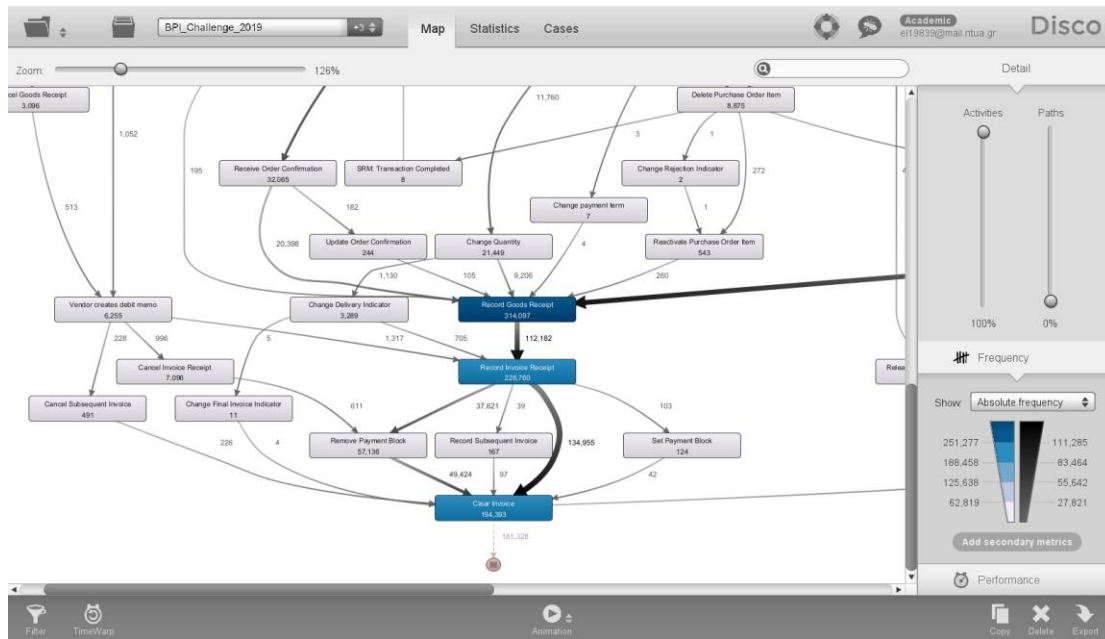 BPI_Challenge_2019
+3
Map
Statistics
Cases
Academic
el19839@mail.ntua.gr
Disco
Zoom:
126%
Detail
cel Goods Receipt
3,096
1,052
11,760
Delete Purchase Order Item
8,875
Activities
Paths
3
1
195
Receive Order Confirmation
32,065
SRM: Transaction Completed
8
Change Rejection Indicator
2
272
4
513
182
Change payment term
7
1
20,398
Update Order Confirmation
244
Change Quantity
21,449
4
Reactivate Purchase Order Item
543
1,130
105
9,206
260
Vendor creates debit memo
6,255
Change Delivery Indicator
3,289
Record Goods Receipt
314,097
100%
0%
228
996
5
1,317
705
112,182
Cancel Invoice Receipt
7,096
Record Invoice Receipt
228,760
Relea
Frequency
Cancel Subsequent Invoice
491
Change Final Invoice Indicator
11
611
37,621
39
103
Show:
Absolute frequency
226
4
Remove Payment Block
57,136
Record Subsequent Invoice
167
134,955
Set Payment Block
124
251,277
111,285
188,458
83,464
125,638
55,642
62,819
27,821
49,424
97
42
Clear Invoice
194,393
181,328
Add secondary metrics
Performance
Filter
TimeWarp
Animation
Copy
Delete
Export